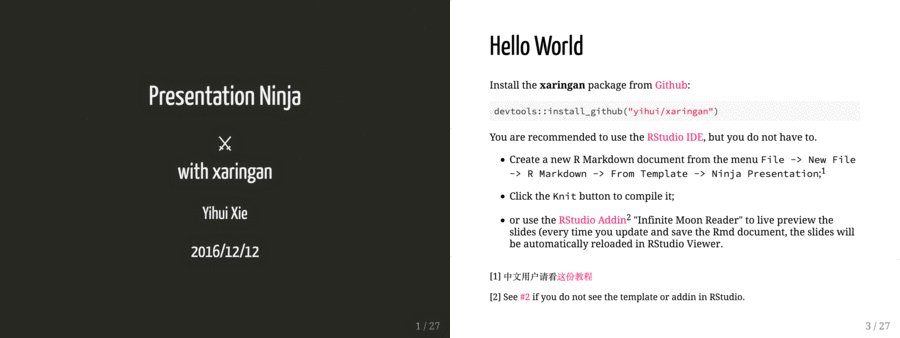 Presentation Ninja
⚔
with xaringan
Yihui Xie
2016/12/12
1 / 27
Hello World
Install the xaringan package from Github:
devtools::install_github("yihui/xaringan")
You are recommended to use the RStudio IDE, but you do not have to.
• Create a new R Markdown document from the menu File -> New File
-> R Markdown -> From Template -> Ninja Presentation;1
• Click the Knit button to compile it;
• or use the RStudio Addin2 "Infinite Moon Reader" to live preview the
slides (every time you update and save the Rmd document, the slides will
be automatically reloaded in RStudio Viewer.
[1] 中文用户请看这份教程
[2] See #2 if you do not see the template or addin in RStudio.
3 / 27